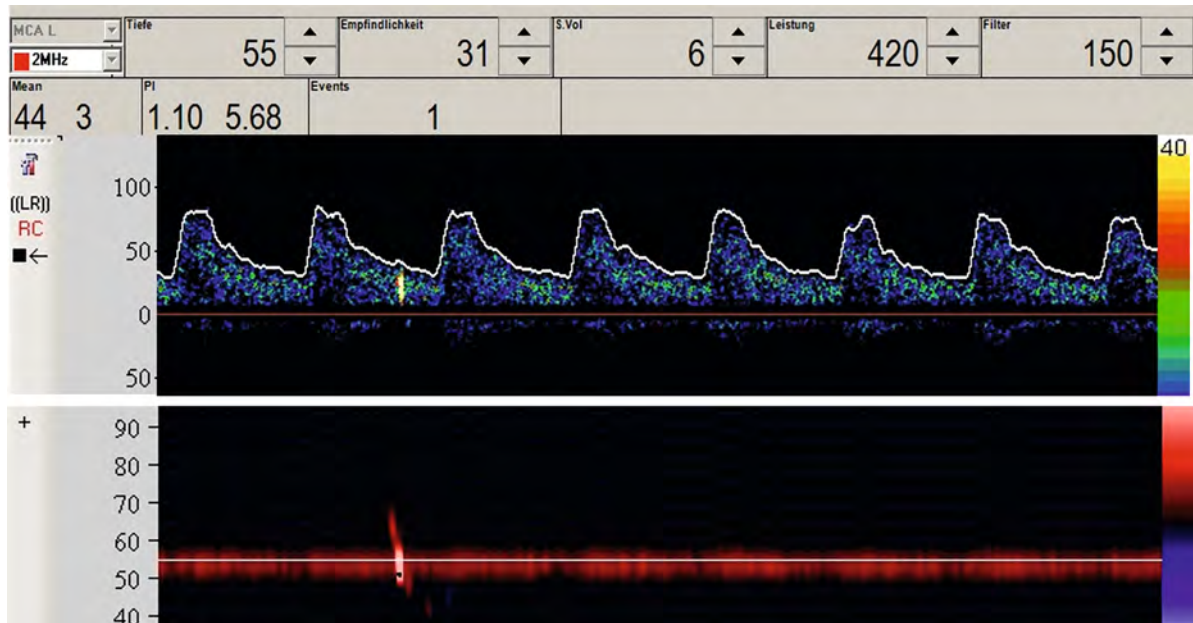 MCA L
Tiefe
55
Empfindlichkeit
31
S.Vol
6
Leistung
420
Filter
150
2MHz
Mean
44 3
PI
1.10 5.68
Events
1
40
100
50
0
50
((LR))
RC
+
90
80
70
60
50
40